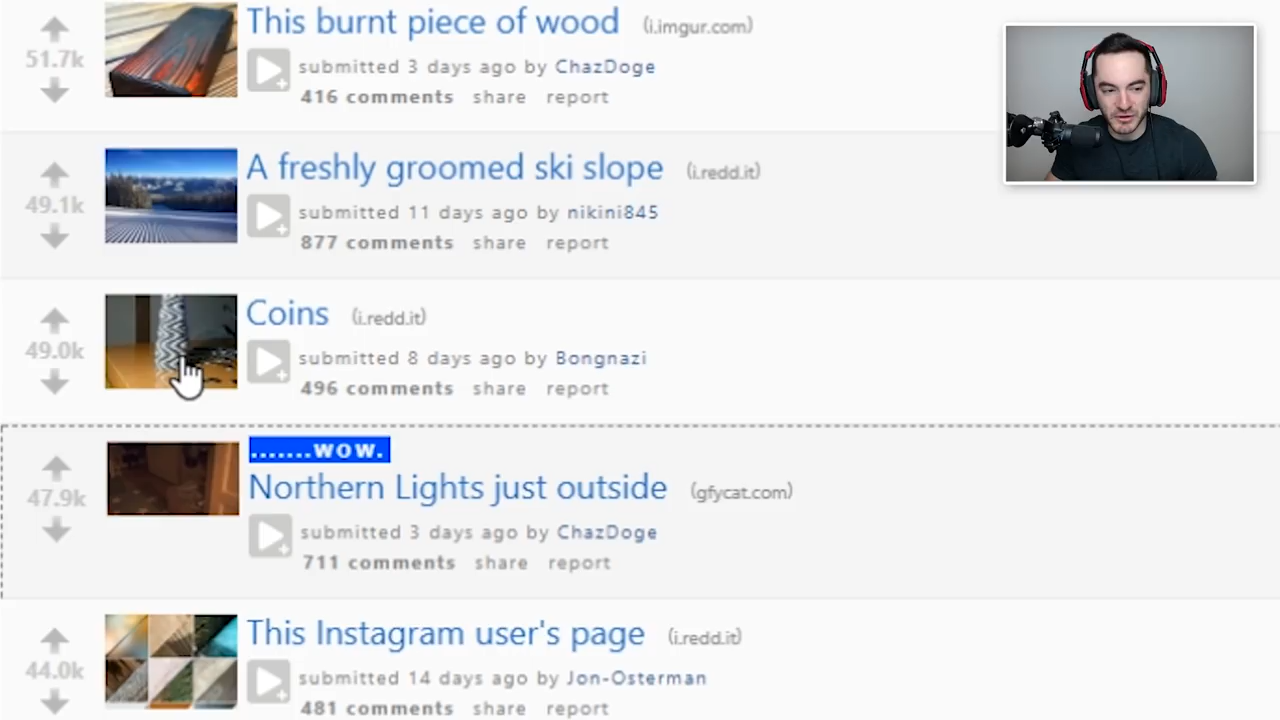 This burnt piece of wood (i.imgur.com)
51.7k
submitted 3 days ago by ChazDoge
416 comments share report
A freshly groomed ski slope (i.redd.it)
49.1k
submitted 11 days ago by nikini845
877 comments share report
Coins (i.redd.it)
49.0k
submitted 8 days ago by Bongnazi
496 comments share report
.......wow.
Northern Lights just outside (gfycat.com)
47.9k
submitted 3 days ago by ChazDoge
711 comments share report
This Instagram user's page (i.redd.it)
44.0k
submitted 14 days ago by Jon-Osterman
481 comments share report